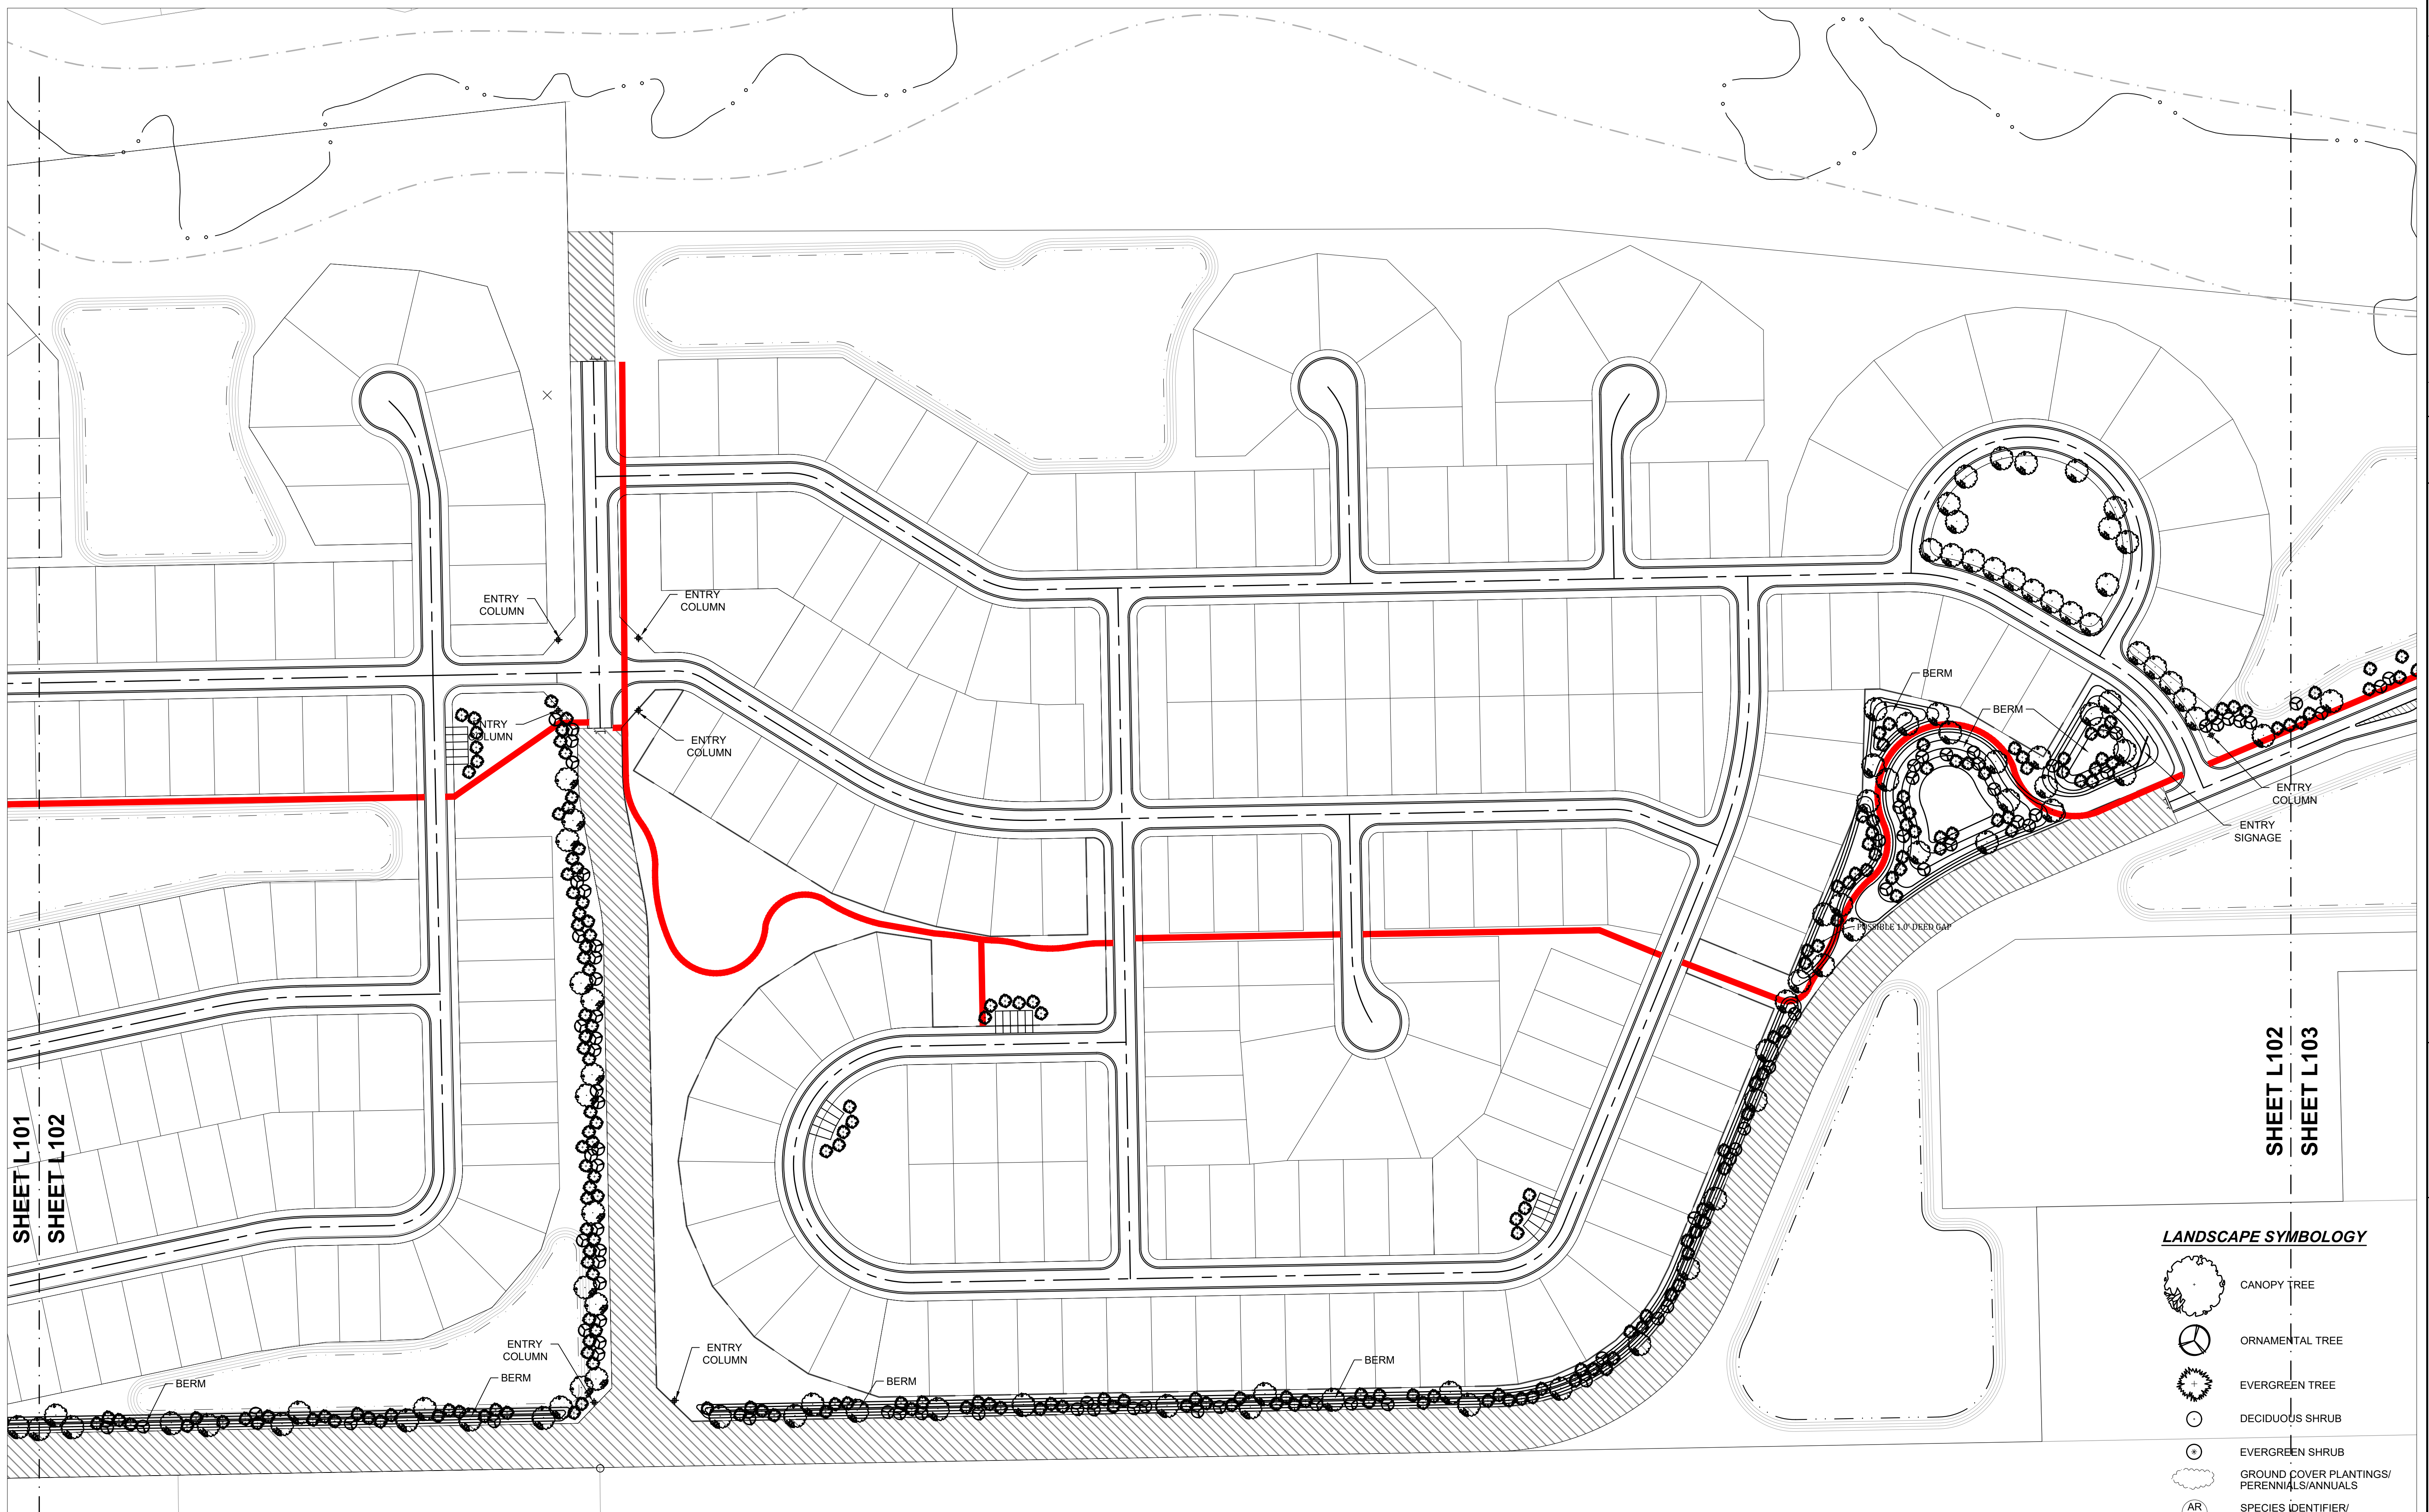 ENTRY
COLUMN
ENTRY
COLUMN
ENTRY
COLUMN
ENTRY
COLUMN
BERM
BERM
ENTRY
COLUMN
ENTRY
SIGNAGE
POSSIBLE 1.0' DEED GAP
SHEET L101
SHEET L102
SHEET L102
SHEET L103
ENTRY
COLUMN
ENTRY
COLUMN
BERM
BERM
BERM
BERM
LANDSCAPE SYMBOLOGY
CANOPY TREE
ORNAMENTAL TREE
EVERGREEN TREE
DECIDUOUS SHRUB
EVERGREEN SHRUB
GROUND COVER PLANTINGS/
PERENNIALS/ANNUALS
AR
SPECIES IDENTIFIER/